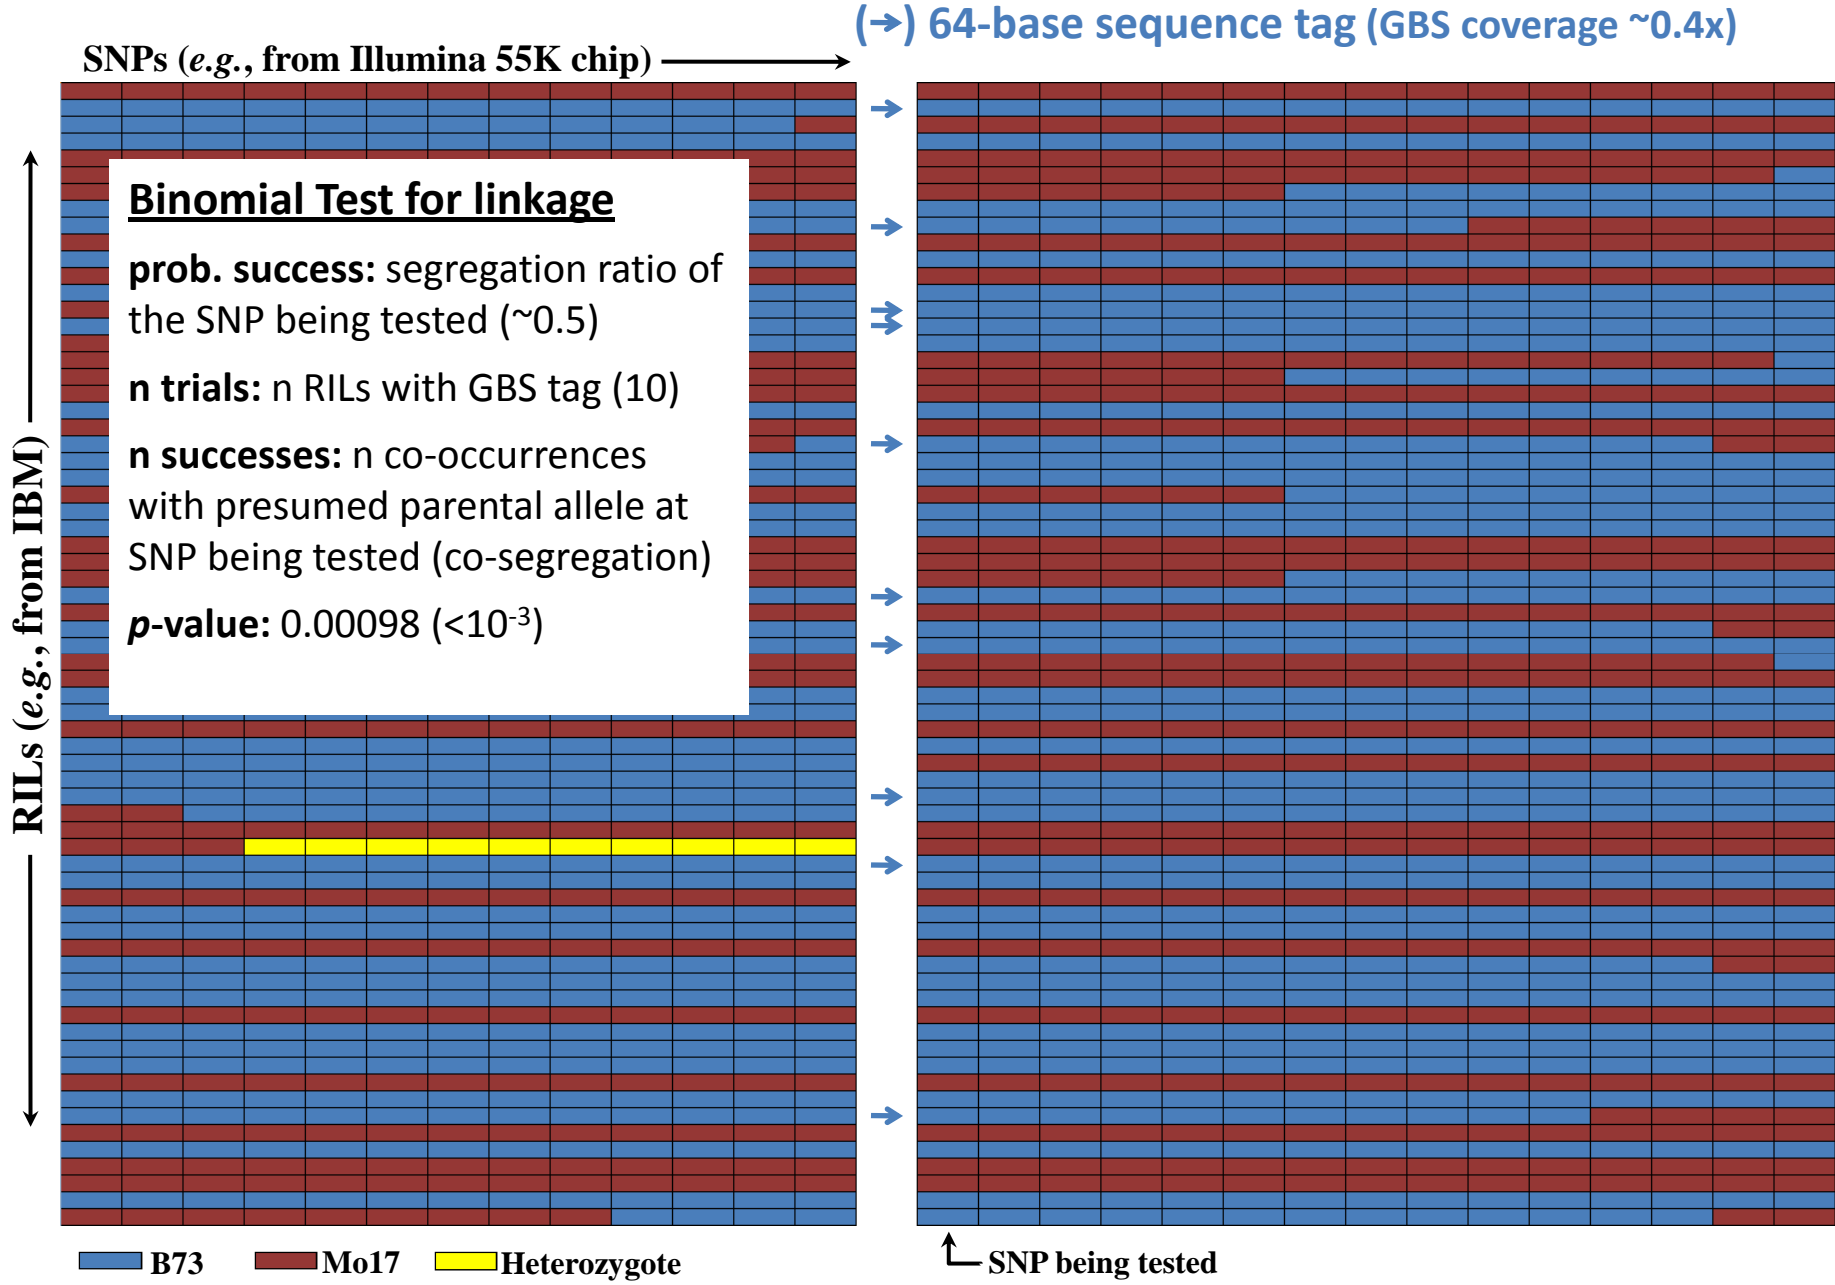 (→) 64-base sequence tag (GBS coverage ~0.4x)
SNPs (e.g., from Illumina 55K chip)
RILs (e.g., from IBM)
Binomial Test for linkage
prob. success: segregation ratio of
the SNP being tested (~0.5)
n trials: n RILs with GBS tag (10)
n successes: n co-occurrences
with presumed parental allele at
SNP being tested (co-segregation)
p-value: 0.00098 (<10⁻³)
B73 Mo17 Heterozygote
SNP being tested